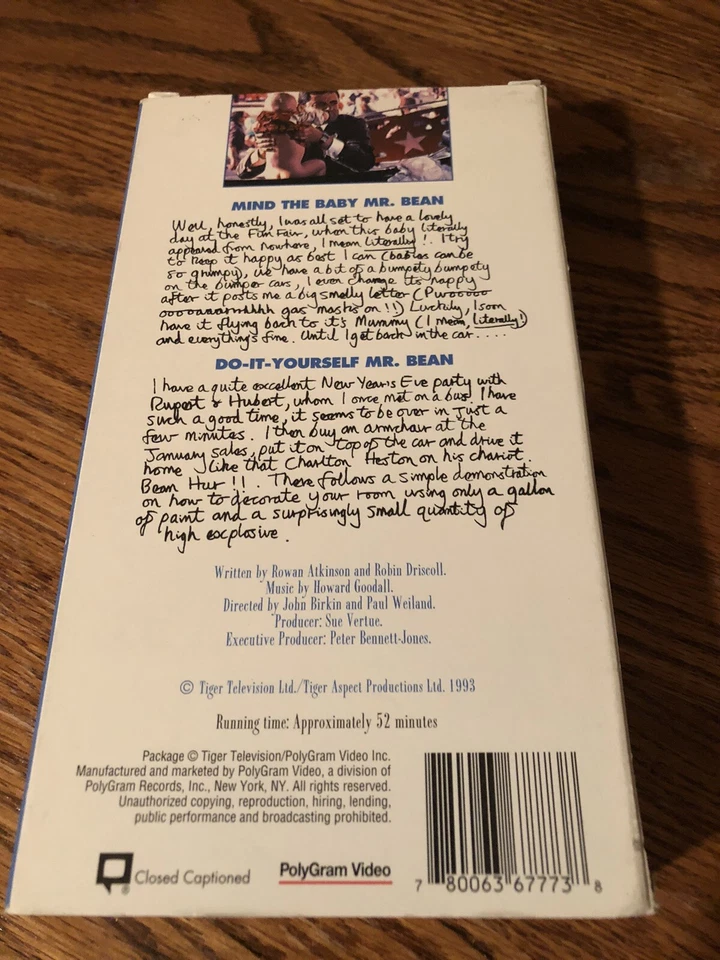 MIND THE BABY MR. BEAN
Well, honestly, I was all set to have a lovely
day at the Fun Fair, when this baby literally
appeared from nowhere, I mean literally!. I try
to keep it happy as best I can (babies can be
so grumpy), we have a bit of a bumpety bumpety
on the bumper cars, I even change its nappy
after it posts me a big smelly letter (Pwooooo
oooooaaarrrhhhh gas masks on!!) Luckily, I soon
have it flying back to it's Mummy (I mean, literally!)
and everything's fine. Until I get back in the car....
DO-IT-YOURSELF MR. BEAN
I have a quite excellent New Year's Eve party with
Rupert & Hubert, whom I once met on a bus. I have
such a good time, it seems to be over in just a
few minutes. I then buy an armchair at the
January sales, put it on top of the car and drive it
home like that Charlton Heston on his chariot.
Bean Hur!!. There follows a simple demonstration
on how to decorate your room using only a gallon
of paint and a surprisingly small quantity of
high explosive.
Written by Rowan Atkinson and Robin Driscoll.
Music by Howard Goodall.
Directed by John Birkin and Paul Weiland.
Producer: Sue Vertue.
Executive Producer: Peter Bennett-Jones.
© Tiger Television Ltd./Tiger Aspect Productions Ltd. 1993
Running time: Approximately 52 minutes
Package © Tiger Television/PolyGram Video Inc.
Manufactured and marketed by PolyGram Video, a division of
PolyGram Records, Inc., New York, NY. All rights reserved.
Unauthorized copying, reproduction, hiring, lending,
public performance and broadcasting prohibited.
® Closed Captioned
PolyGram Video
7 80063 67773 8